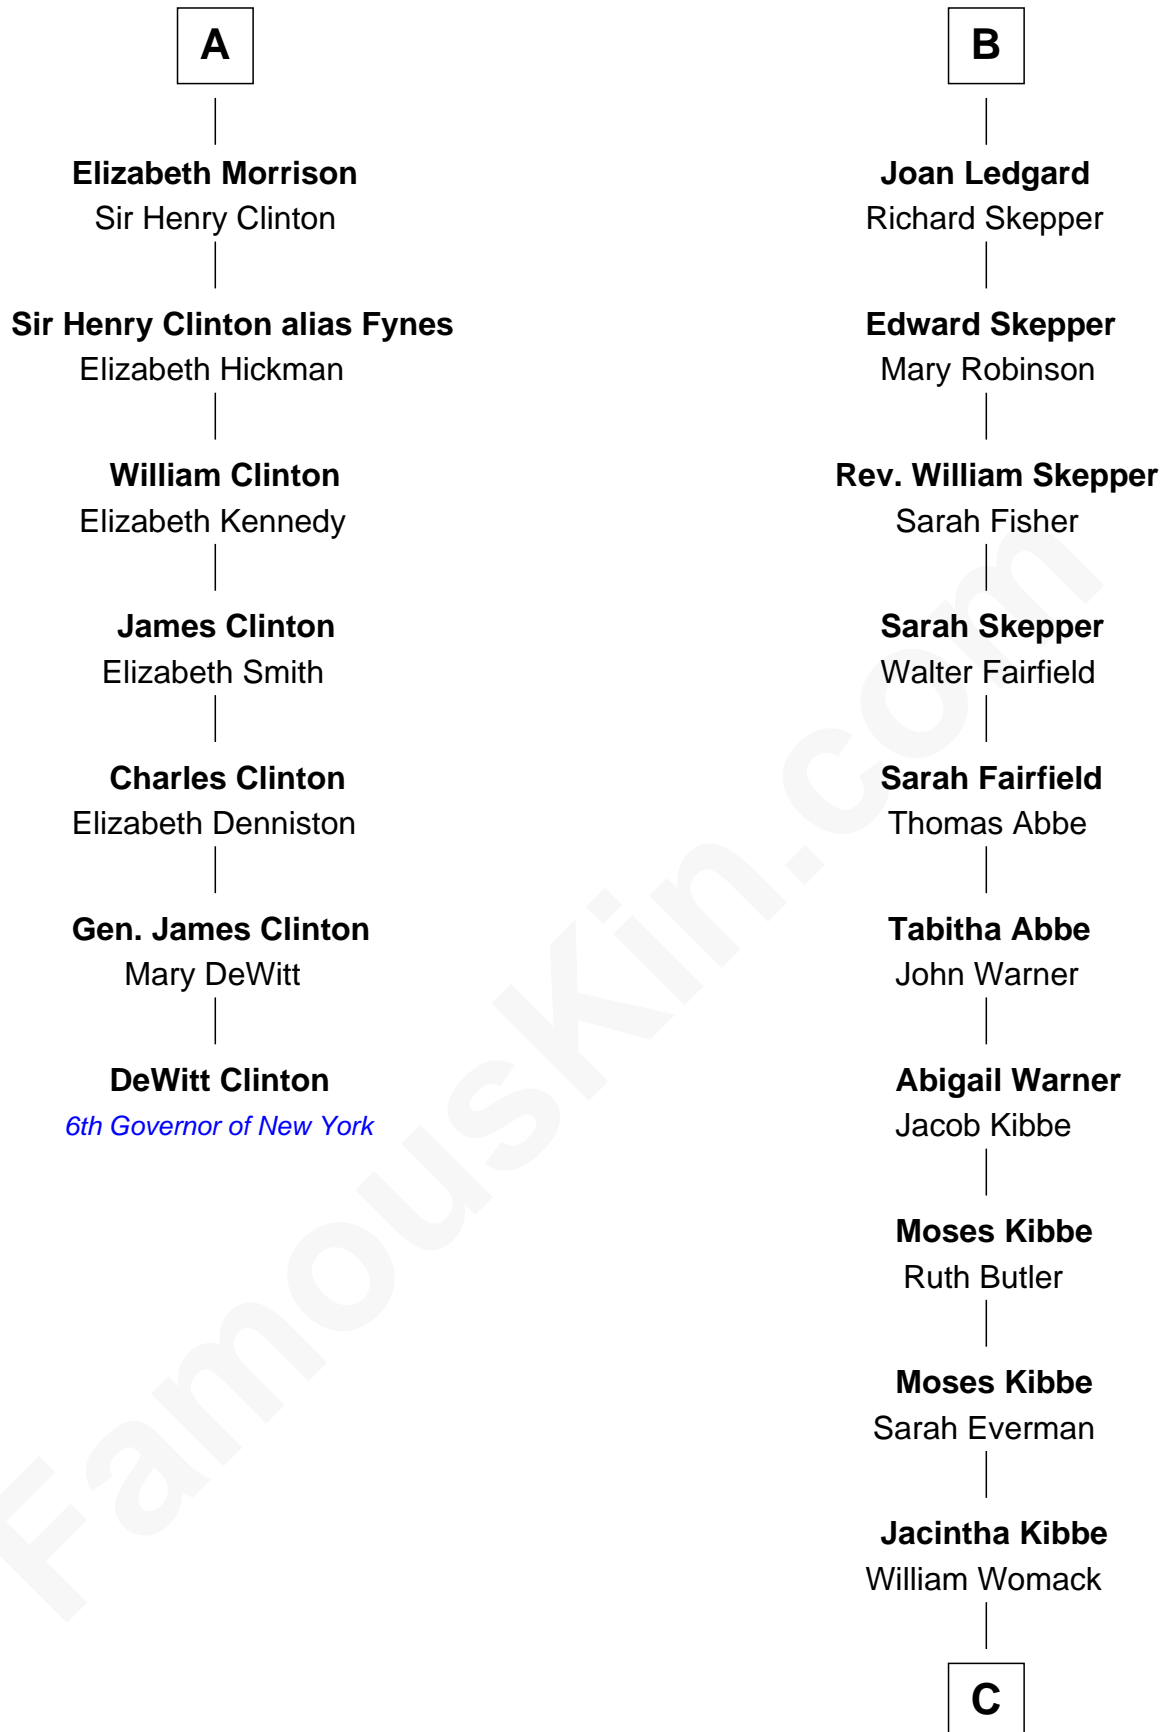 A
Elizabeth Morrison
Sir Henry Clinton
Sir Henry Clinton alias Fynes
Elizabeth Hickman
William Clinton
Elizabeth Kennedy
James Clinton
Elizabeth Smith
Charles Clinton
Elizabeth Denniston
Gen. James Clinton
Mary DeWitt
DeWitt Clinton
6th Governor of New York
B
Joan Ledgard
Richard Skepper
Edward Skepper
Mary Robinson
Rev. William Skepper
Sarah Fisher
Sarah Skepper
Walter Fairfield
Sarah Fairfield
Thomas Abbe
Tabitha Abbe
John Warner
Abigail Warner
Jacob Kibbe
Moses Kibbe
Ruth Butler
Moses Kibbe
Sarah Everman
Jacintha Kibbe
William Womack
C
FamousKin.com